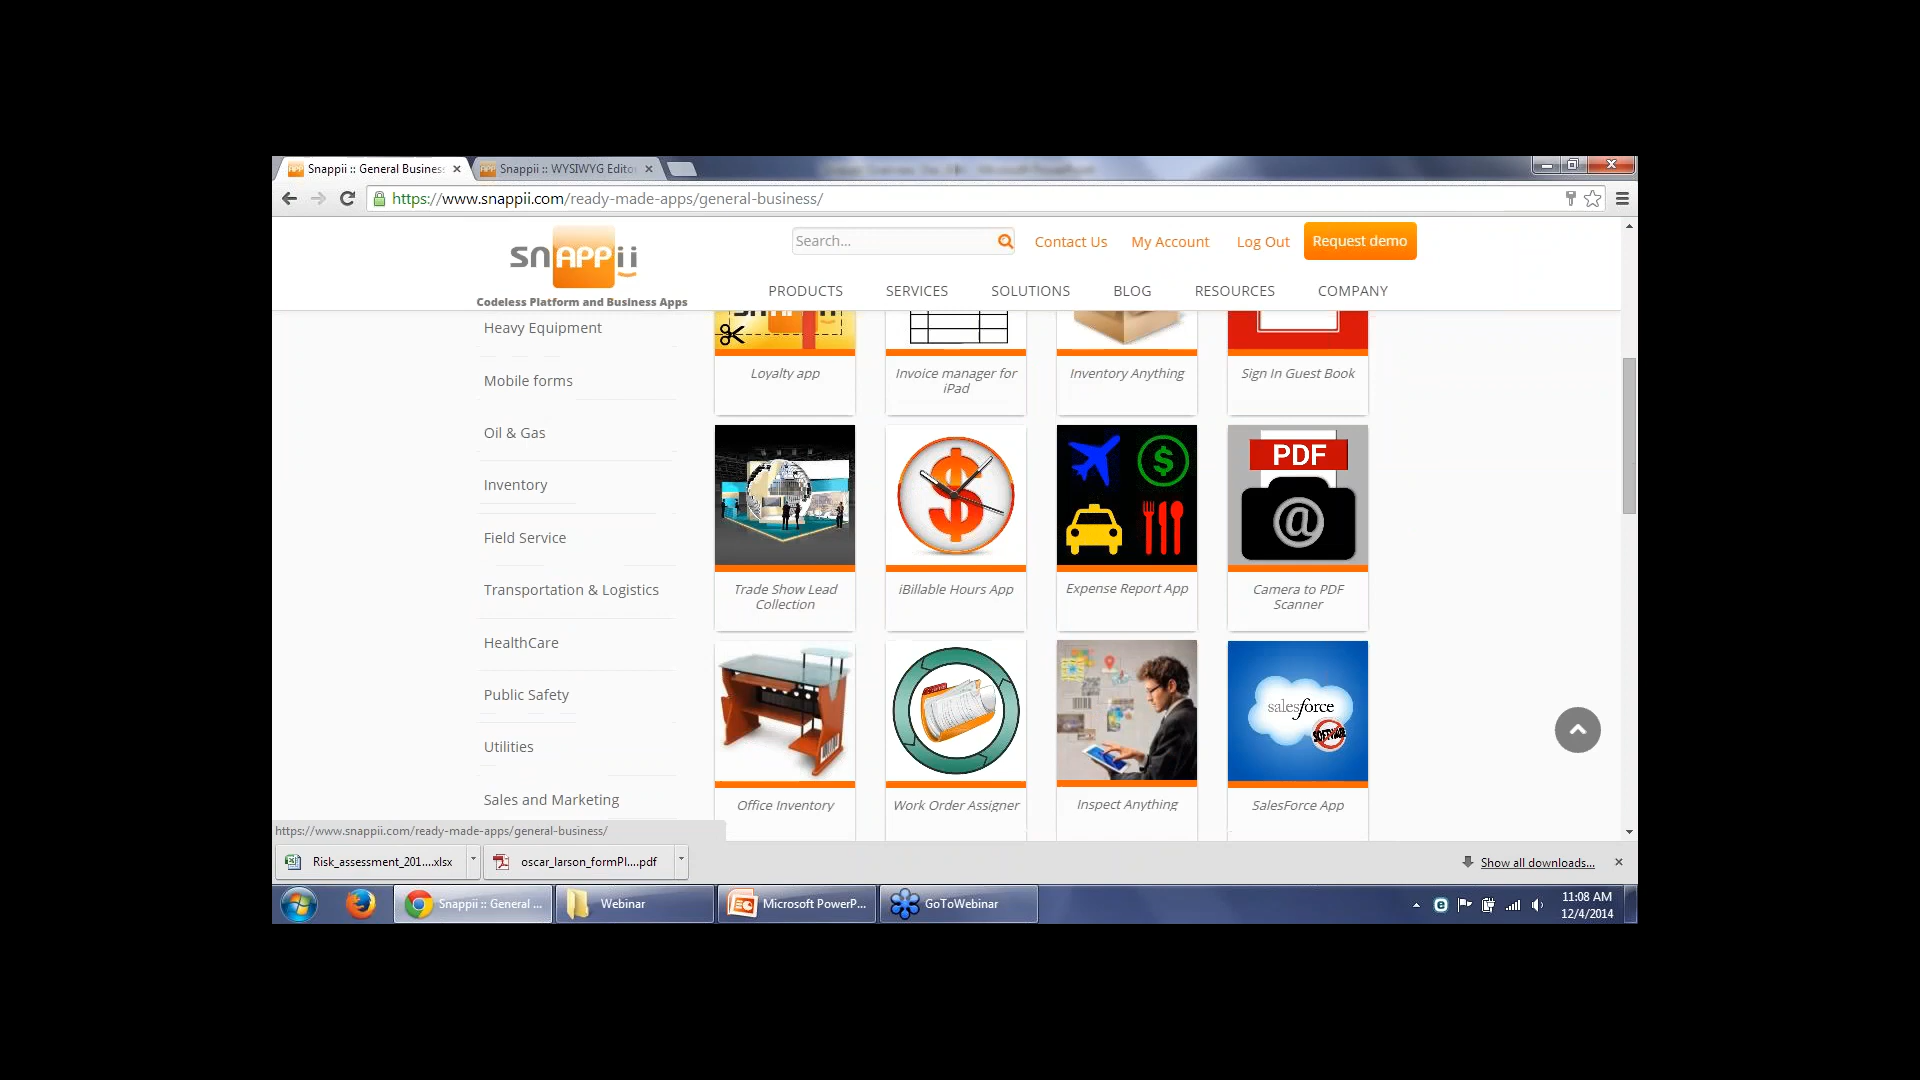 Snappii :: General Business
Snappii :: WYSIWYG Edito
https://www.snappii.com/ready-made-apps/general-business/
snAPPii
Codeless Platform and Business Apps
Search...
Contact Us
My Account
Log Out
Request demo
PRODUCTS
SERVICES
SOLUTIONS
BLOG
RESOURCES
COMPANY
Heavy Equipment
Mobile forms
Oil & Gas
Inventory
Field Service
Transportation & Logistics
HealthCare
Public Safety
Utilities
Sales and Marketing
Loyalty app
Invoice manager for
iPad
Inventory Anything
Sign In Guest Book
PDF
@
Trade Show Lead
Collection
iBillable Hours App
Expense Report App
Camera to PDF
Scanner
salesforce
SOFTWARE
Office Inventory
Work Order Assigner
Inspect Anything
SalesForce App
https://www.snappii.com/ready-made-apps/general-business/
Risk_assessment_201....xlsx
oscar_larson_formPl....pdf
Show all downloads...
Snappii :: General ...
Webinar
Microsoft PowerP...
GoToWebinar
11:08 AM
12/4/2014